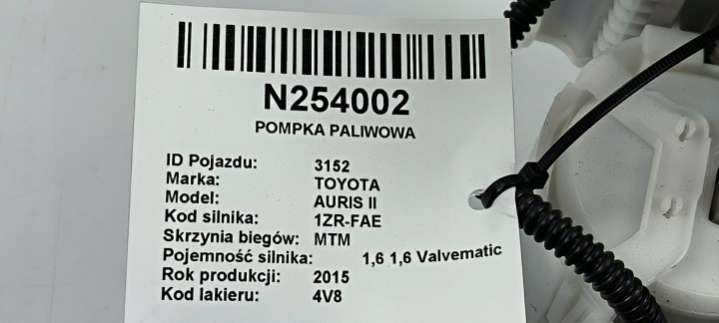 N254002
POMPKA PALIWOWA
ID Pojazdu: 3152
Marka: TOYOTA
Model: AURIS II
Kod silnika: 1ZR-FAE
Skrzynia biegów: MTM
Pojemność silnika: 1,6 1,6 Valvematic
Rok produkcji: 2015
Kod lakieru: 4V8